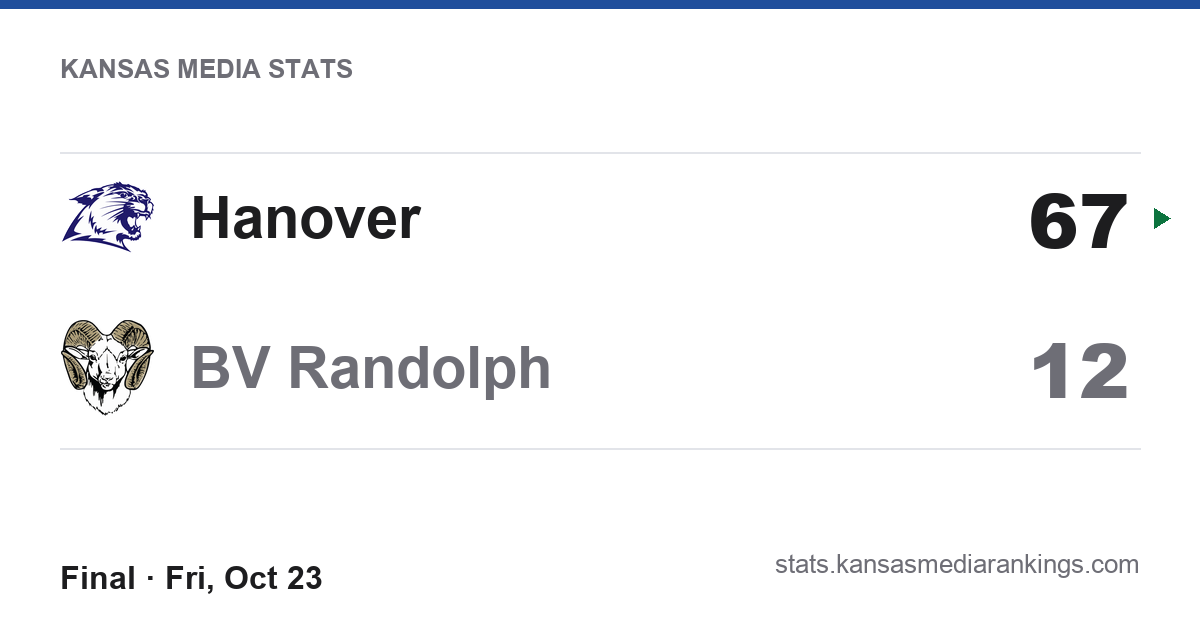 KANSAS MEDIA STATS
Hanover 67
BV Randolph 12
Final · Fri, Oct 23
stats.kansasmediarankings.com